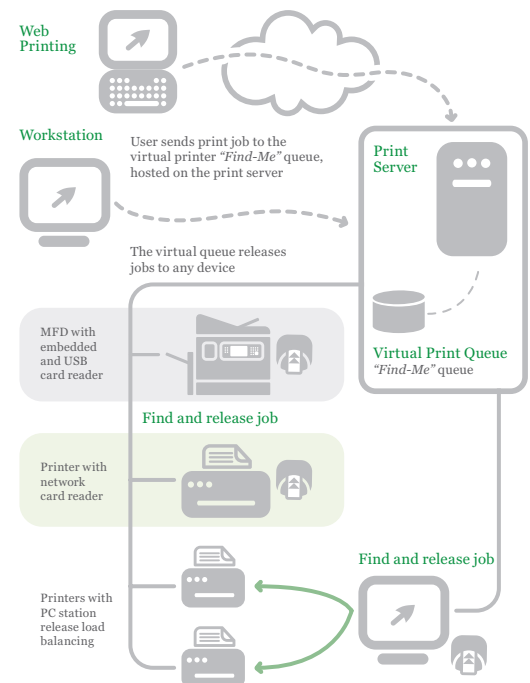 Web
Printing
Workstation
User sends print job to the
virtual printer “Find-Me” queue,
hosted on the print server
Print
Server
The virtual queue releases
jobs to any device
MFD with
embedded
and USB
card reader
Virtual Print Queue
“Find-Me” queue
Find and release job
Printer with
network
card reader
Find and release job
Printers with
PC station
release load
balancing